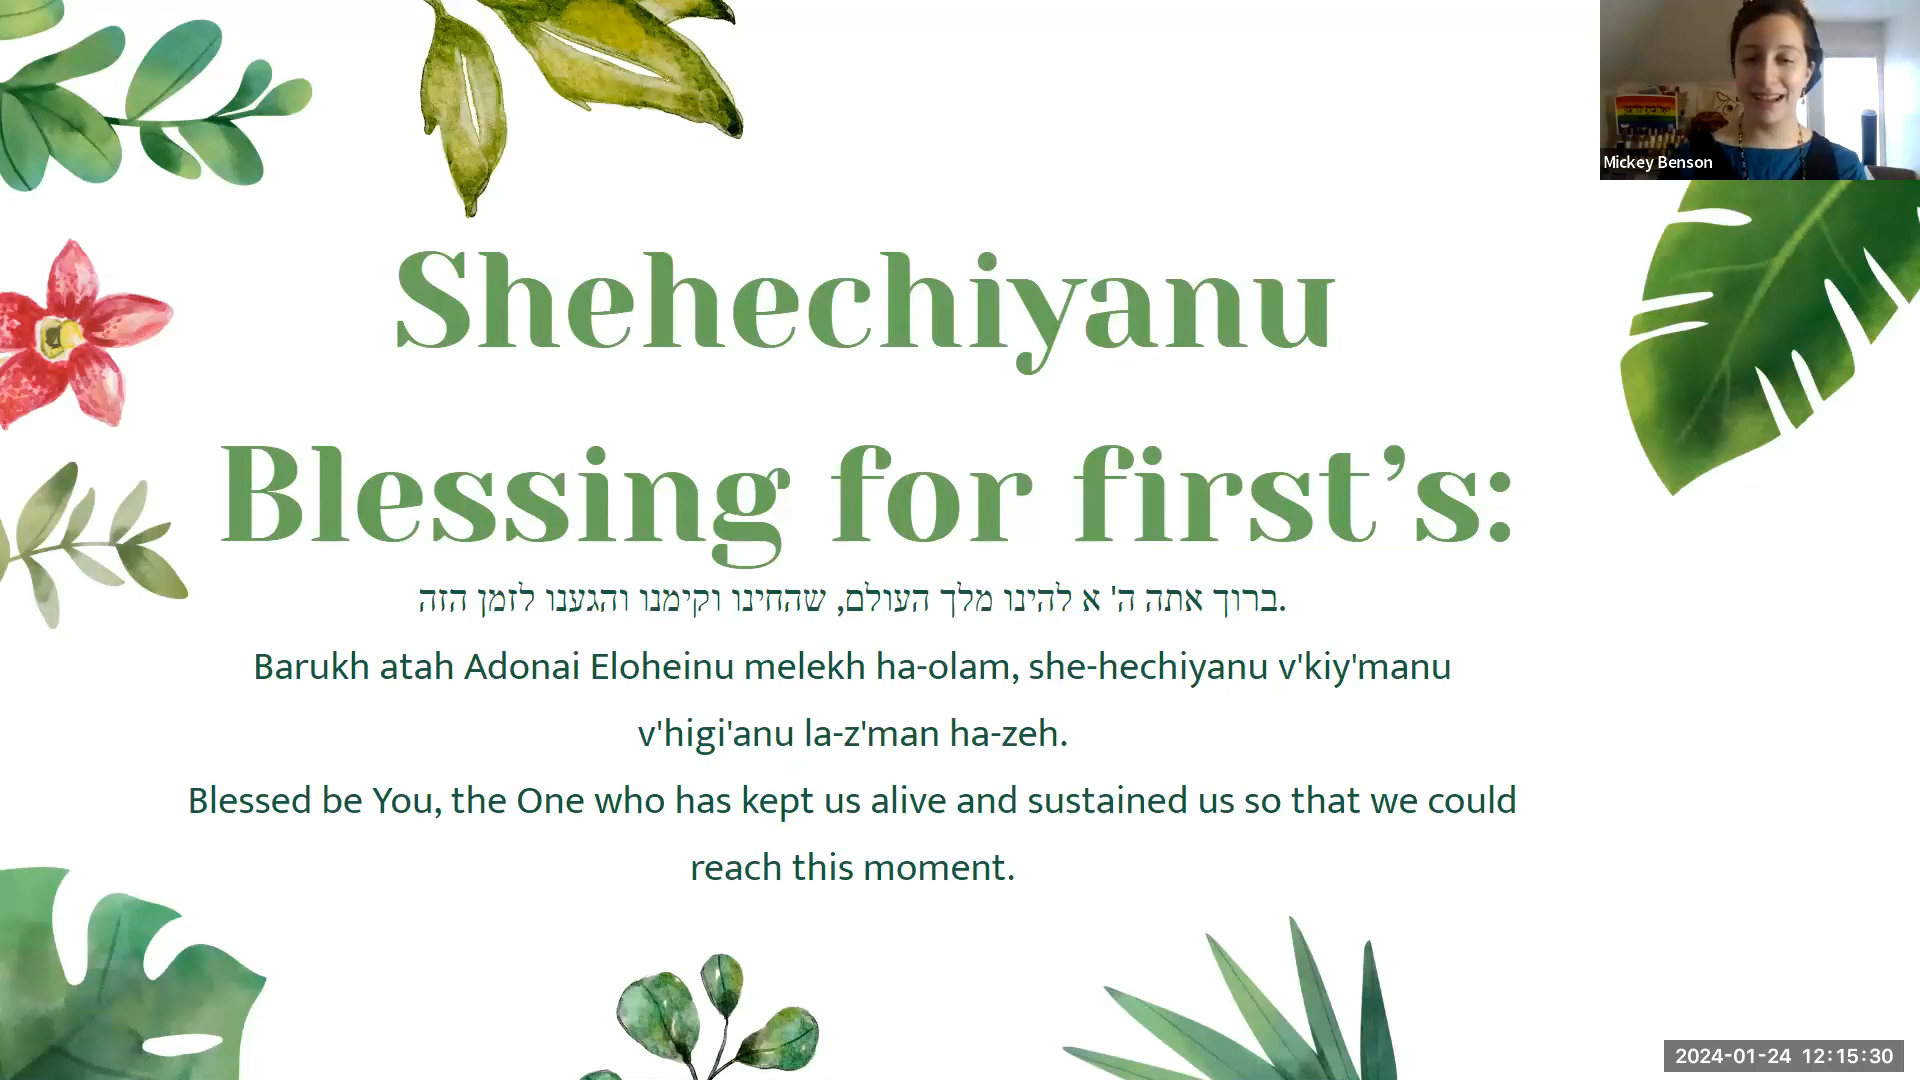 Mickey Benson
Shehechiyanu
Blessing for first’s:
ברוך אתה ה' א להינו מלך העולם, שהחינו וקימנו והגענו לזמן הזה.
Barukh atah Adonai Eloheinu melekh ha-olam, she-hechiyanu v'kiy'manu
v'higi'anu la-z'man ha-zeh.
Blessed be You, the One who has kept us alive and sustained us so that we could
reach this moment.
2024-01-24 12:15:30